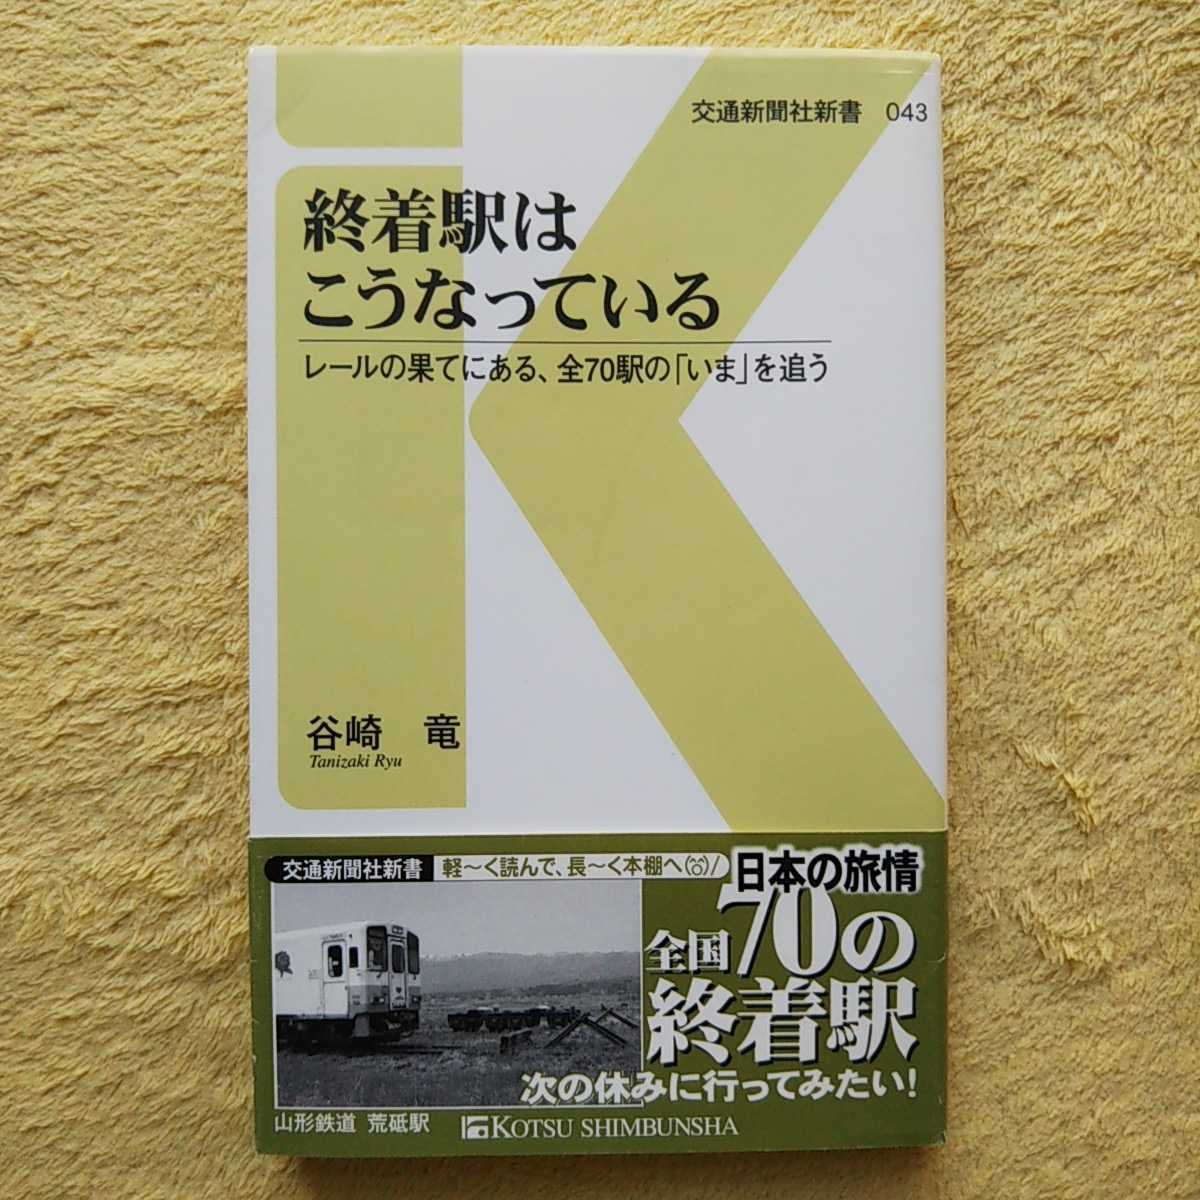 交通新聞社新書 043
終着駅は
こうなっている
レールの果てにある、全70駅の「いま」を追う
谷崎 竜
Tanizaki Ryu
交通新聞社新書
軽〜く読んで、長〜く本棚へ(^o^)/
日本の旅情
全国70の
終着駅
次の休みに行ってみたい!
山形鉄道 荒砥駅
KOTSU SHIMBUNSHA